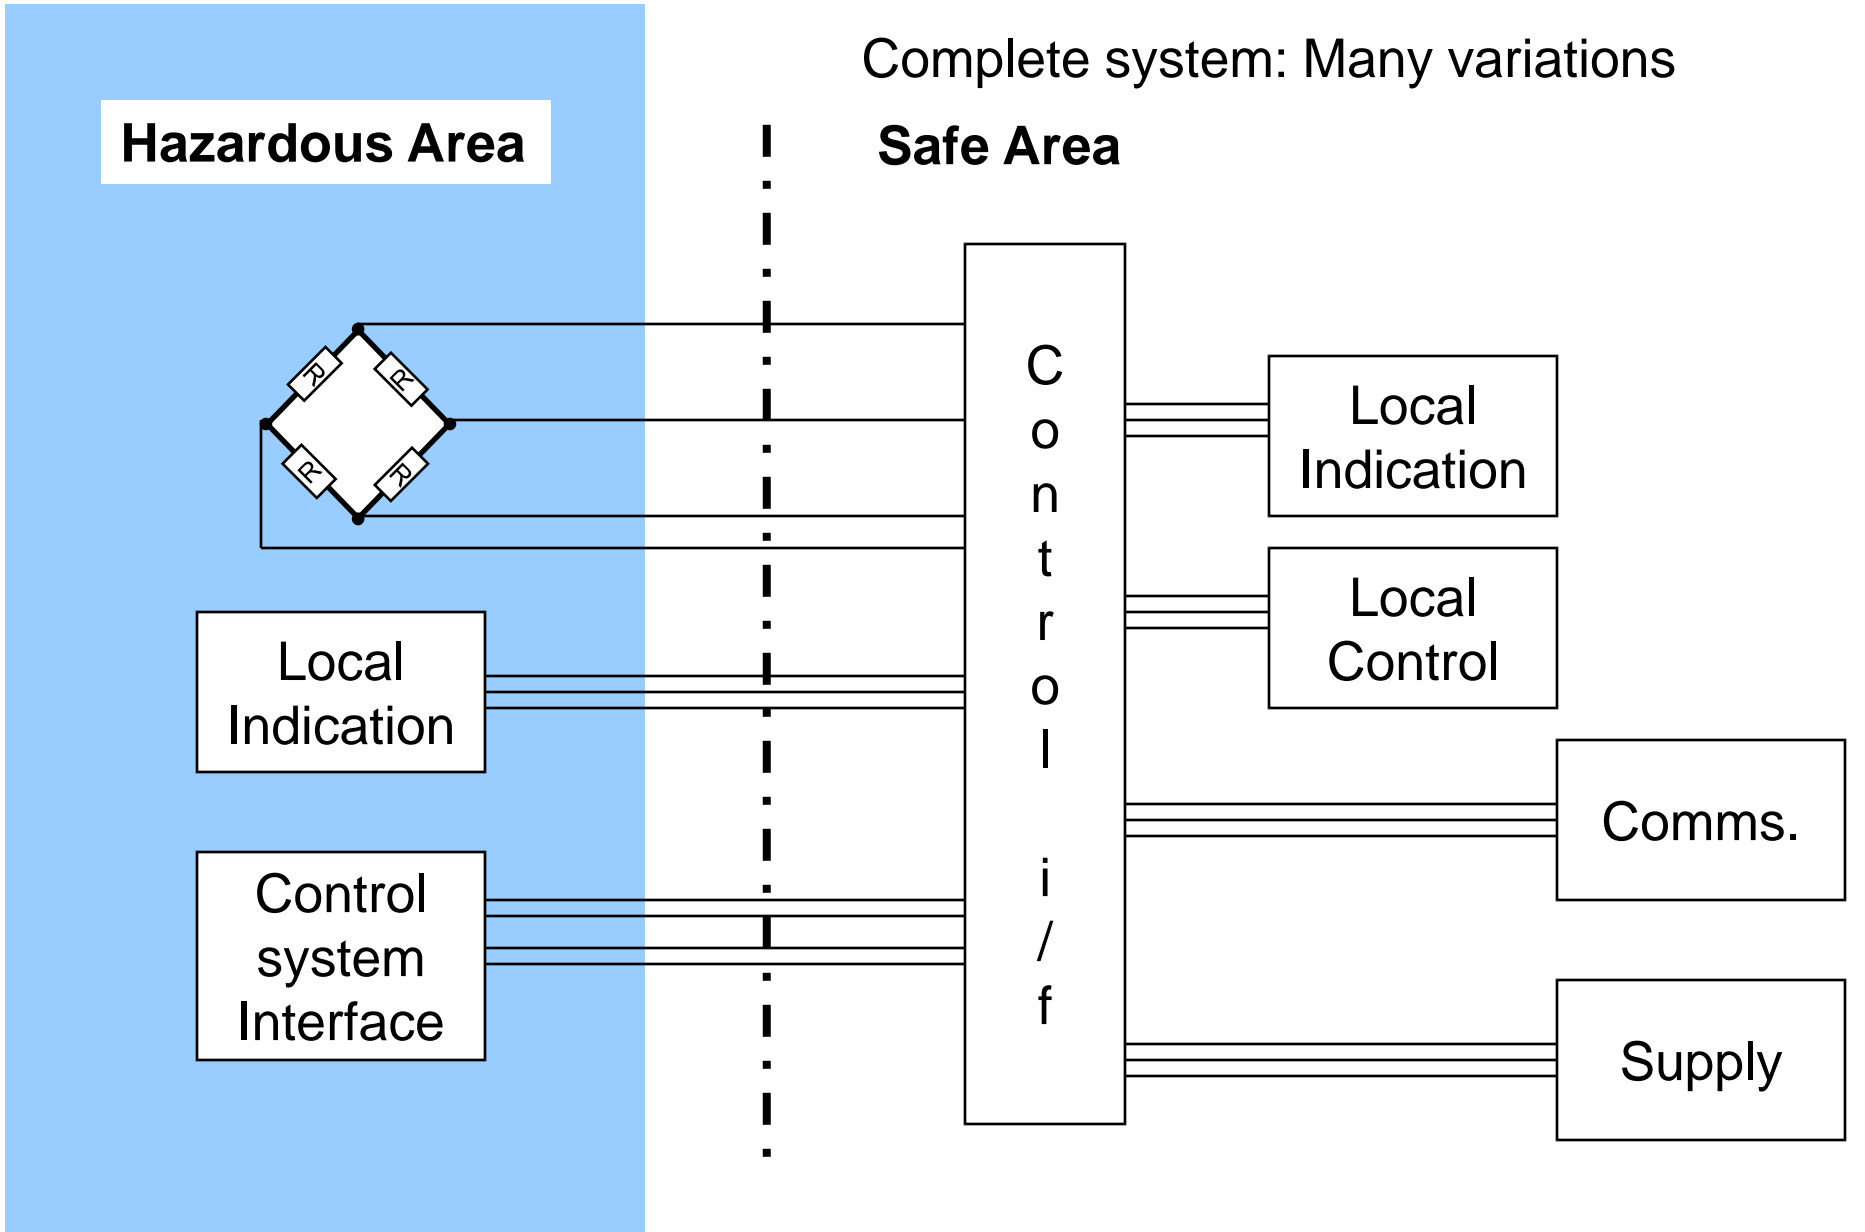 Complete system: Many variations
Hazardous Area
Safe Area
R
R
R
R
Local
Indication
Control
system
Interface
C
o
n
t
r
o
l
i
/
f
Local
Indication
Local
Control
Comms.
Supply